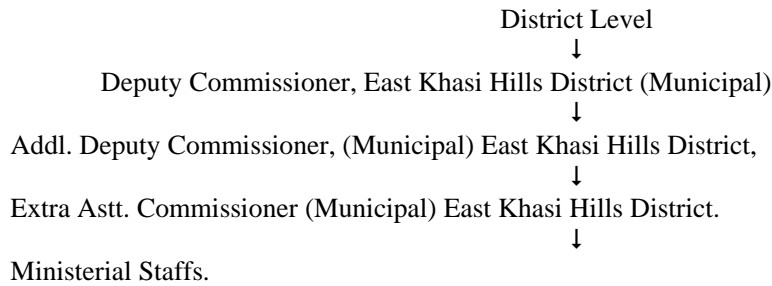 District Level
↓
Deputy Commissioner, East Khasi Hills District (Municipal)
↓
Addl. Deputy Commissioner, (Municipal) East Khasi Hills District,
↓
Extra Astt. Commissioner (Municipal) East Khasi Hills District.
↓
Ministerial Staffs.